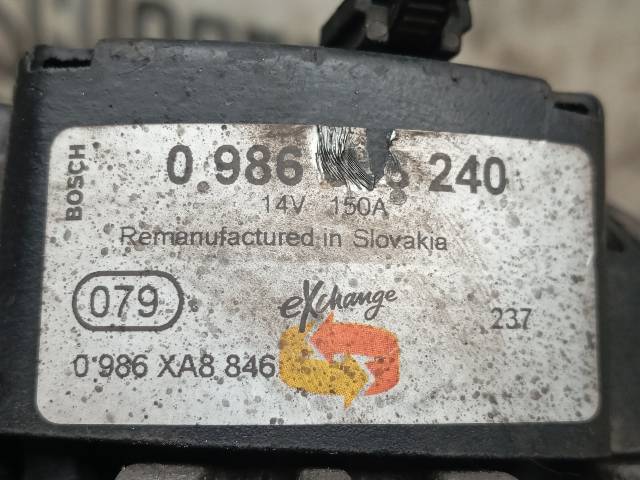 BOSCH
0 986 240
14V 150A
Remanufactured in Slovakia
079
eXchange
237
0 986 XA8 846